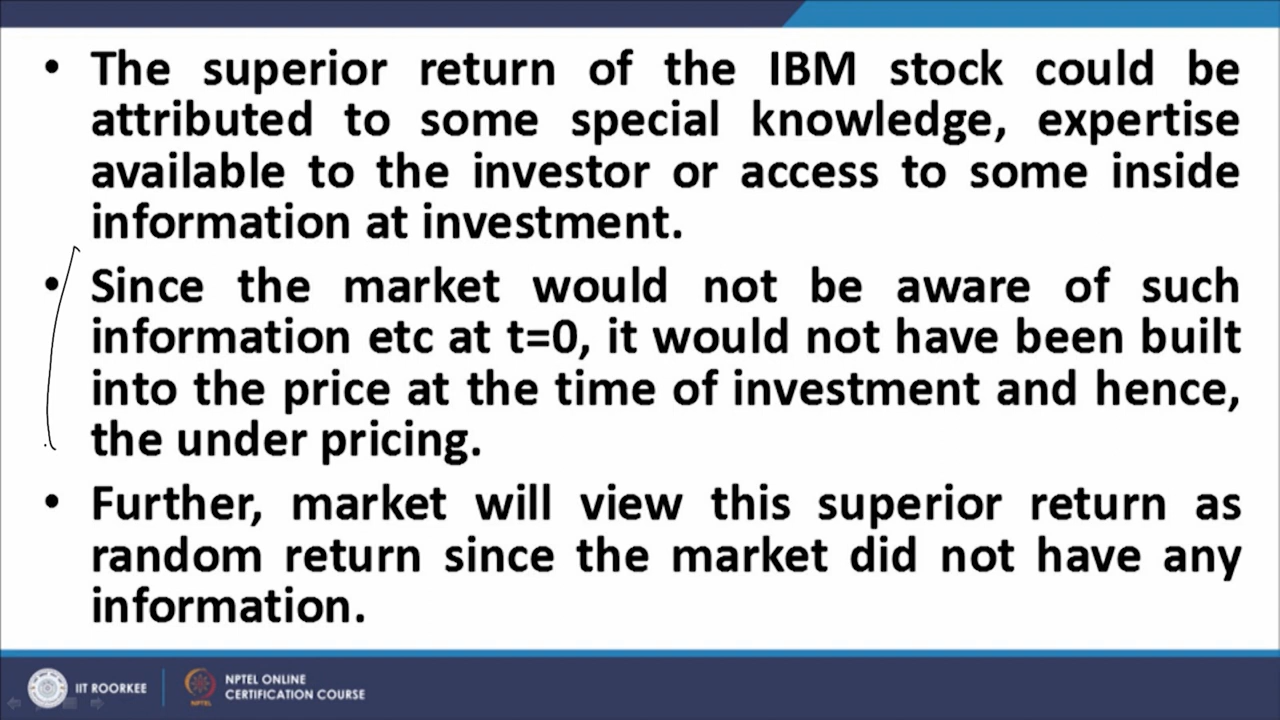 • The superior return of the IBM stock could be
attributed to some special knowledge, expertise
available to the investor or access to some inside
information at investment.
• Since the market would not be aware of such
information etc at t=0, it would not have been built
into the price at the time of investment and hence,
the under pricing.
• Further, market will view this superior return as
random return since the market did not have any
information.
IIT ROORKEE
NPTEL
NPTEL ONLINE
CERTIFICATION COURSE